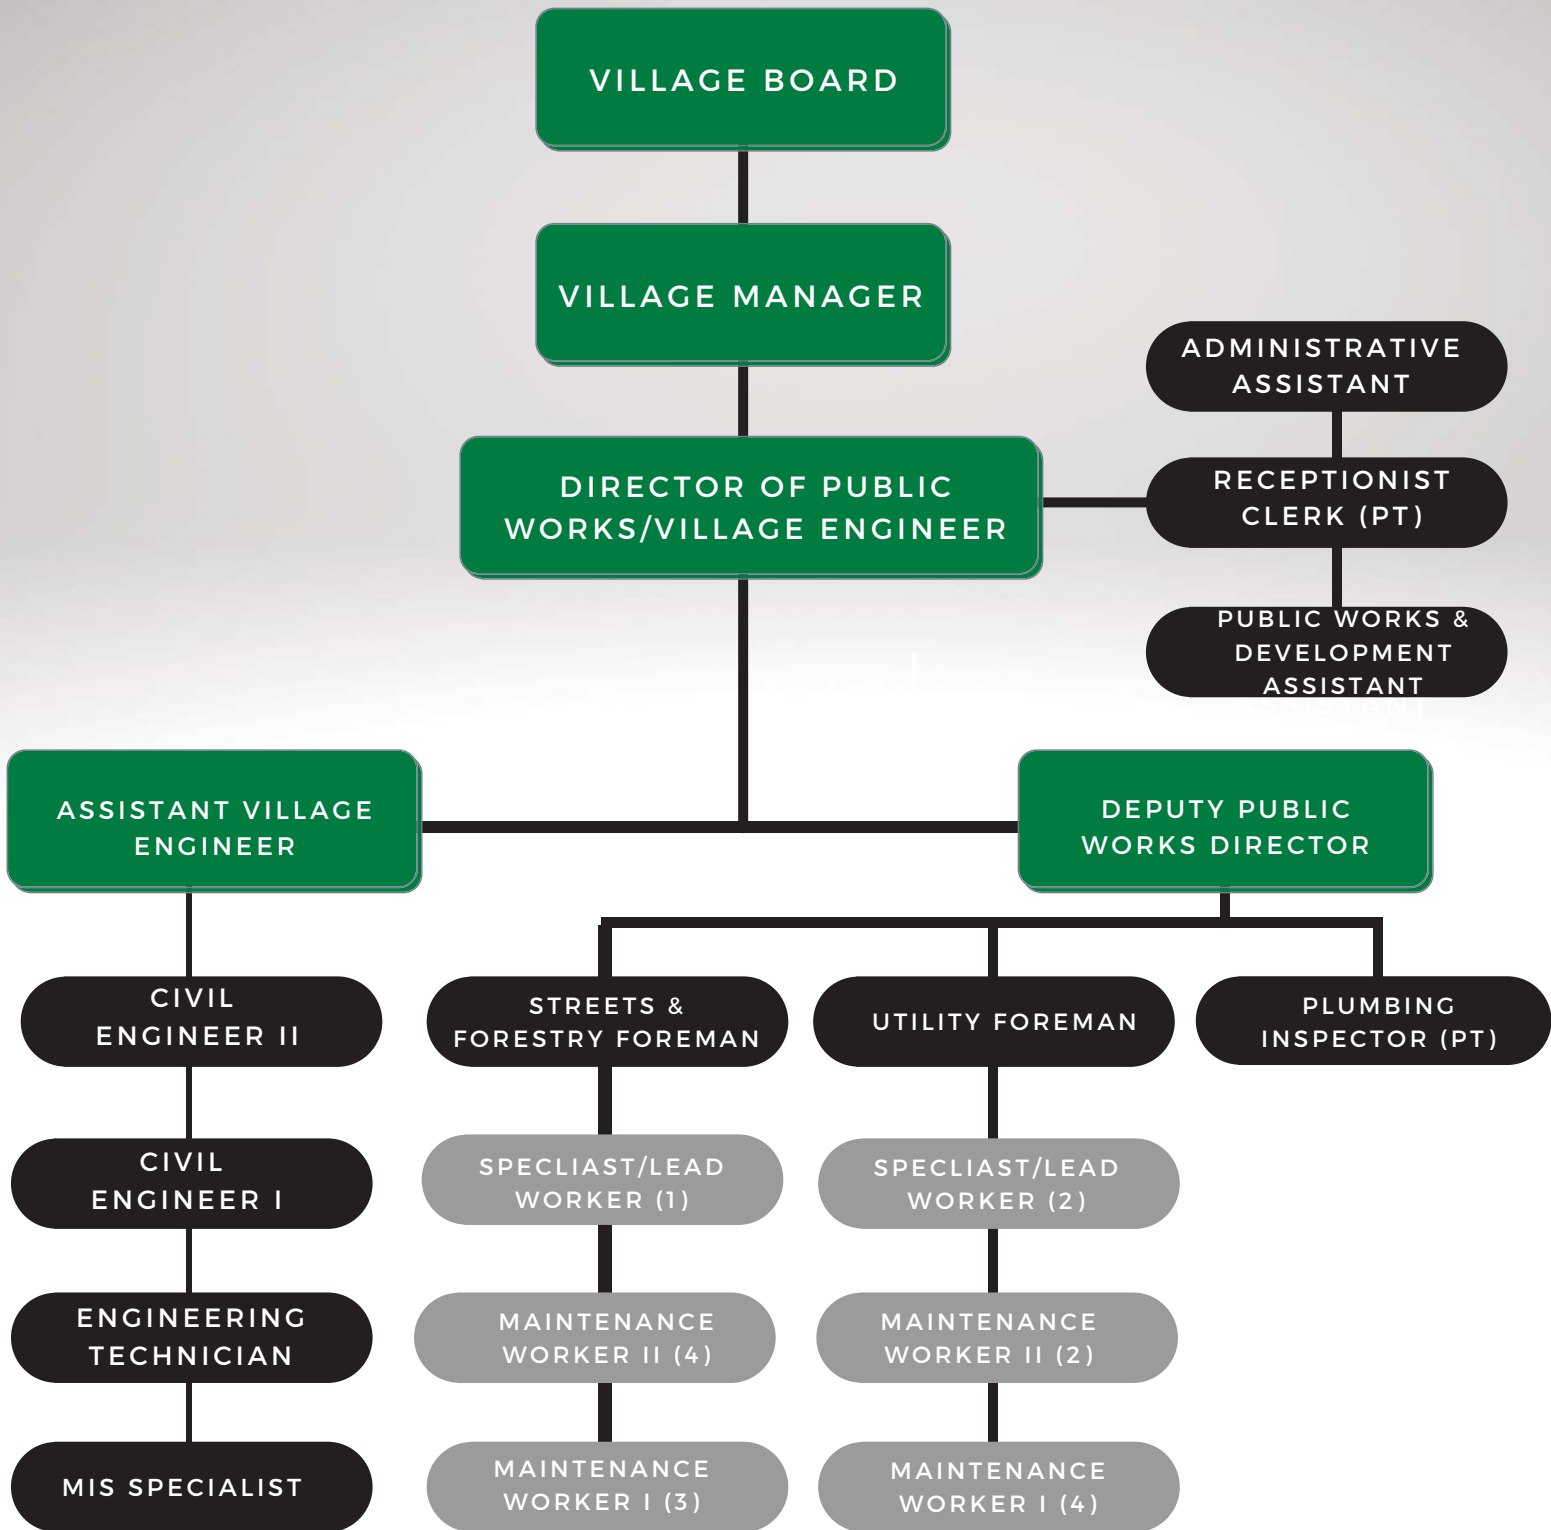 VILLAGE BOARD
VILLAGE MANAGER
ADMINISTRATIVE
ASSISTANT
DIRECTOR OF PUBLIC
WORKS/VILLAGE ENGINEER
RECEPTIONIST
CLERK (PT)
PUBLIC WORKS &
DEVELOPMENT
ASSISTANT
ASSISTANT VILLAGE
ENGINEER
DEPUTY PUBLIC
WORKS DIRECTOR
CIVIL
ENGINEER II
STREETS &
FORESTRY FOREMAN
UTILITY FOREMAN
PLUMBING
INSPECTOR (PT)
CIVIL
ENGINEER I
SPECLIAST/LEAD
WORKER (1)
SPECLIAST/LEAD
WORKER (2)
ENGINEERING
TECHNICIAN
MAINTENANCE
WORKER II (4)
MAINTENANCE
WORKER II (2)
MIS SPECIALIST
MAINTENANCE
WORKER I (3)
MAINTENANCE
WORKER I (4)